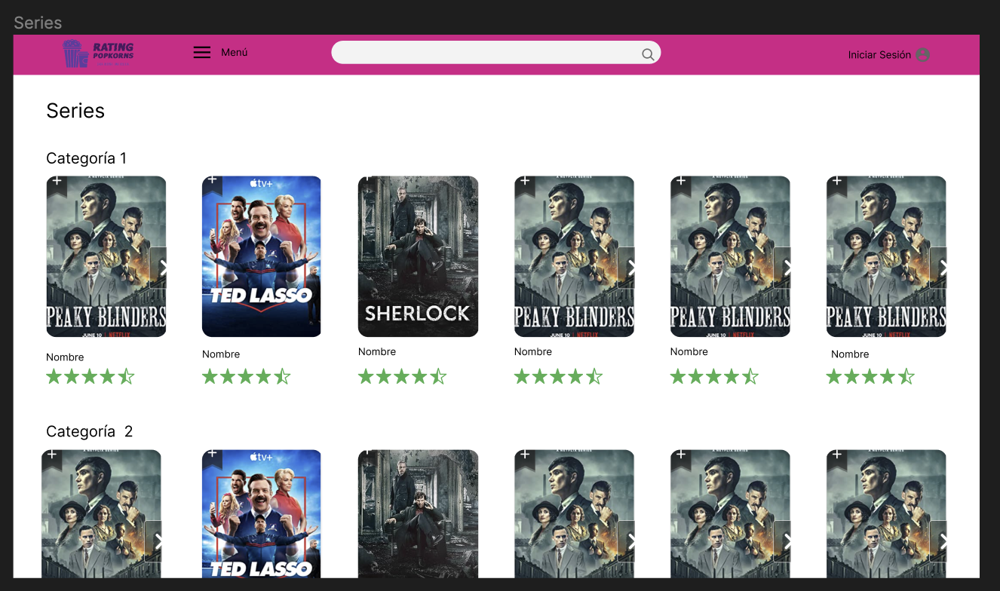 Series
RATING
POPKORNS
Menú
Iniciar Sesión
Series
Categoría 1
tv+
TED LASSO
SHERLOCK
PEAKY BLINDERS
JUNE 10 | NETFLIX
PEAKY BLINDERS
JUNE 10 | NETFLIX
PEAKY BLINDERS
JUNE 10 | NETFLIX
PEAKY BLINDERS
JUNE 10 | NETFLIX
Nombre
Nombre
Nombre
Nombre
Nombre
Nombre
Categoría 2
tv+
TED LASSO